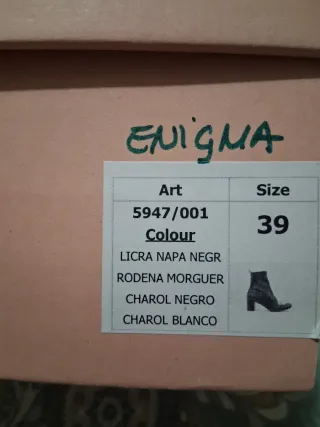 ENiGMA
Art Size
5947/001 39
Colour
LICRA NAPA NEGR
RODENA MORGUER
CHAROL NEGRO
CHAROL BLANCO